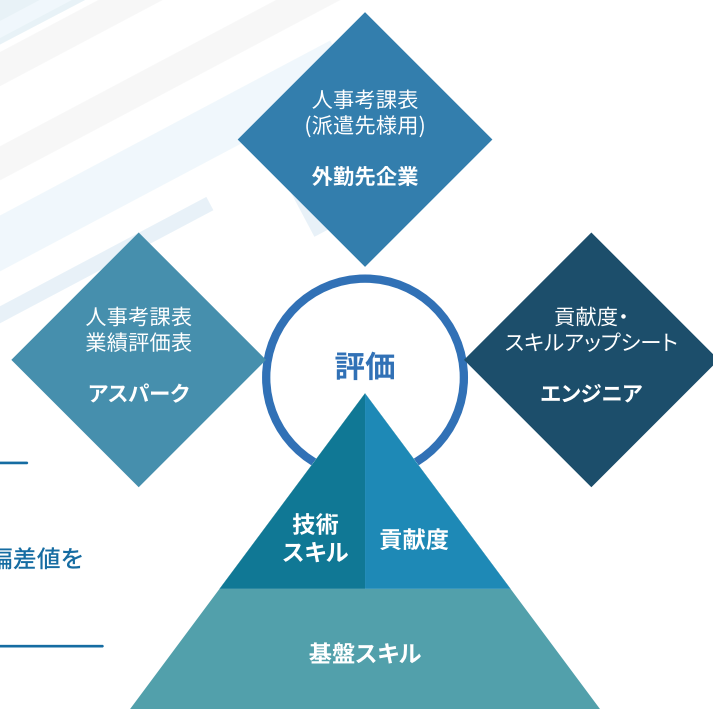 人事考課表
(派遣先様用)
外勤先企業
人事考課表
業績評価表
アスパーク
貢献度・
スキルアップシート
エンジニア
評価
技術
スキル
貢献度
偏差値を
基盤スキル